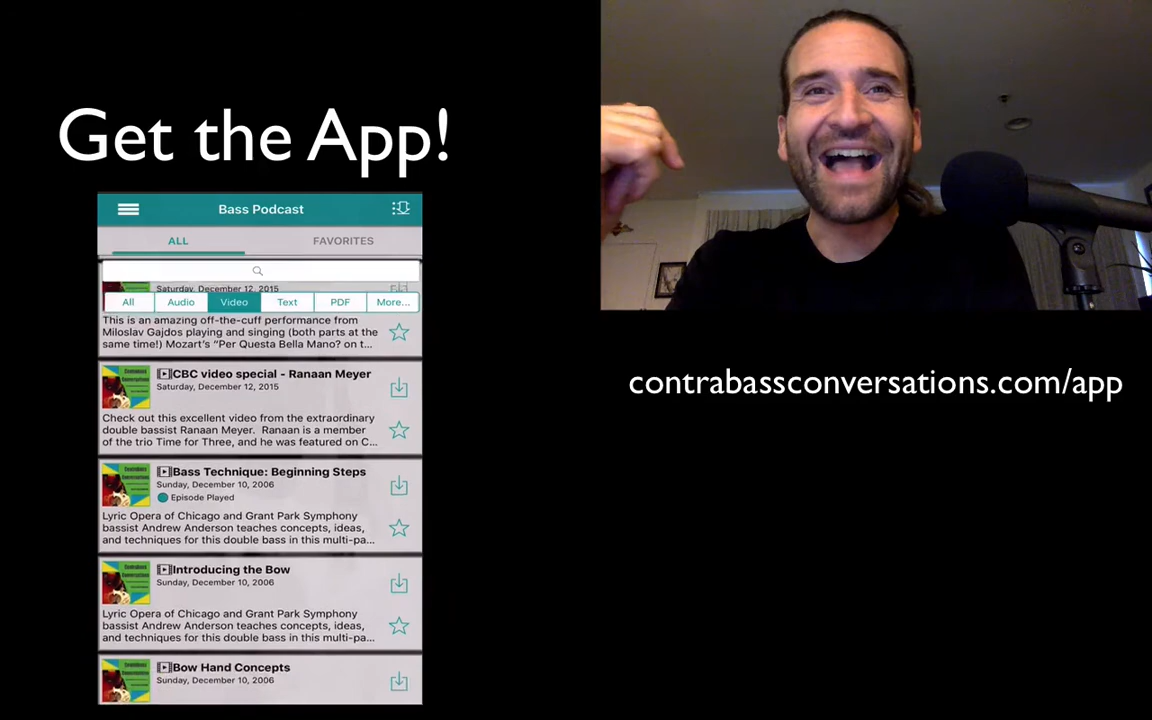 Get the App!
Bass Podcast
ALL
FAVORITES
Saturday, December 12, 2015
All
Audio
Video
Text
PDF
More...
This is an amazing off-the-cuff performance from
Miloslav Gajdos playing and singing (both parts at the
same time!) Mozart's "Per Questa Bella Mano? on t...
CBC video special - Ranaan Meyer
Saturday, December 12, 2015
Check out this excellent video from the extraordinary
double bassist Ranaan Meyer. Ranaan is a member
of the trio Time for Three, and he was featured on C...
Bass Technique: Beginning Steps
Sunday, December 10, 2006
Episode Played
Lyric Opera of Chicago and Grant Park Symphony
bassist Andrew Anderson teaches concepts, ideas,
and techniques for this double bass in this multi-pa...
Introducing the Bow
Sunday, December 10, 2006
Lyric Opera of Chicago and Grant Park Symphony
bassist Andrew Anderson teaches concepts, ideas,
and techniques for this double bass in this multi-pa...
Bow Hand Concepts
Sunday, December 10, 2006
contrabassconversations.com/app